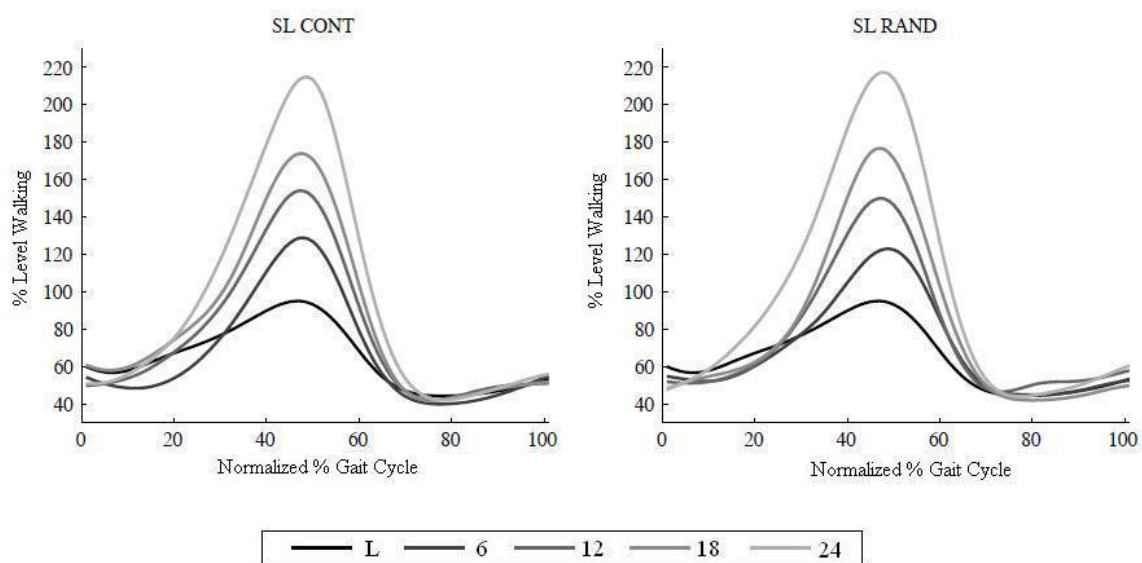 SL CONT
% Level Walking
220
200
180
160
140
120
100
80
60
40
0 20 40 60 80 100
Normalized % Gait Cycle
SL RAND
% Level Walking
220
200
180
160
140
120
100
80
60
40
0 20 40 60 80 100
Normalized % Gait Cycle
L 6 12 18 24